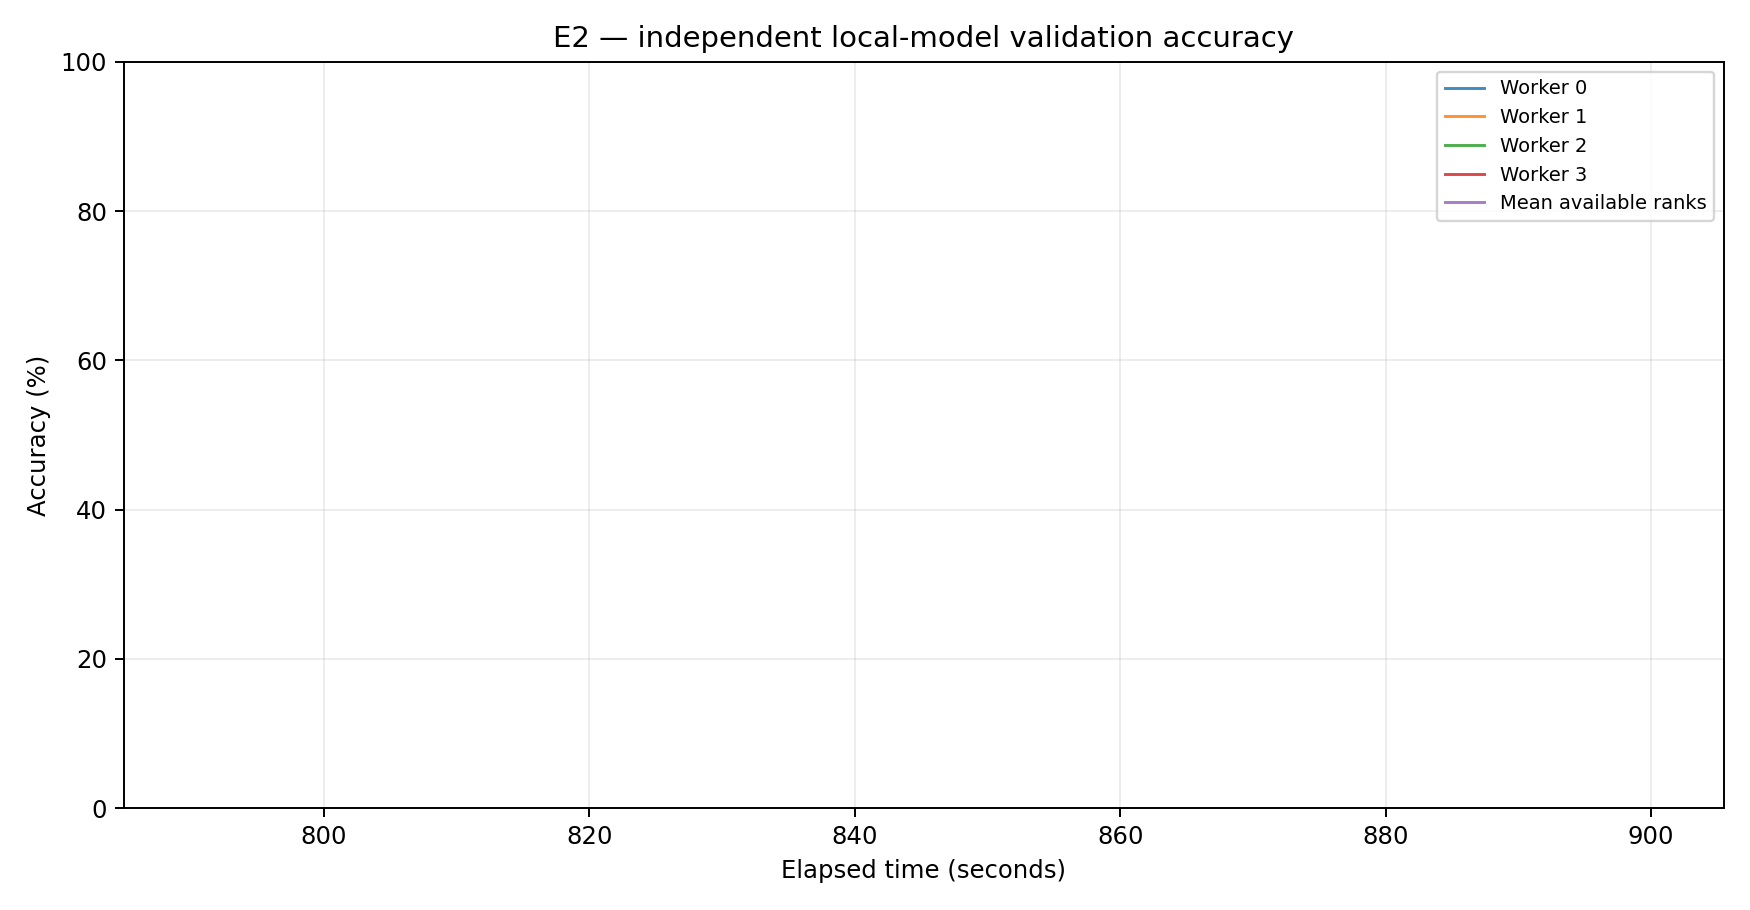 E2 — independent local-model validation accuracy
100
80
60
40
20
0
Accuracy (%)
Worker 0
Worker 1
Worker 2
Worker 3
Mean available ranks
800 820 840 860 880 900
Elapsed time (seconds)